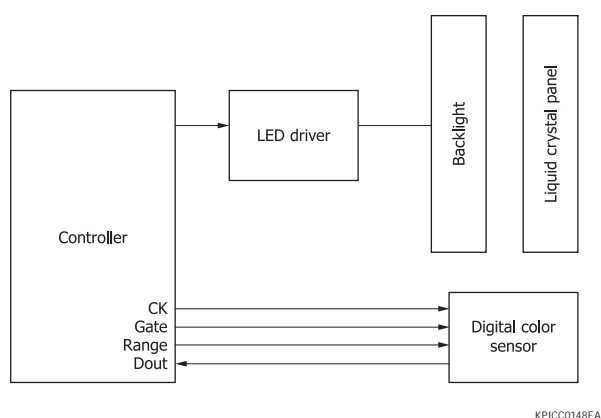 Controller
LED driver
Backlight
Liquid crystal panel
CK
Gate
Range
Dout
Digital color
sensor
KPICC0148EA